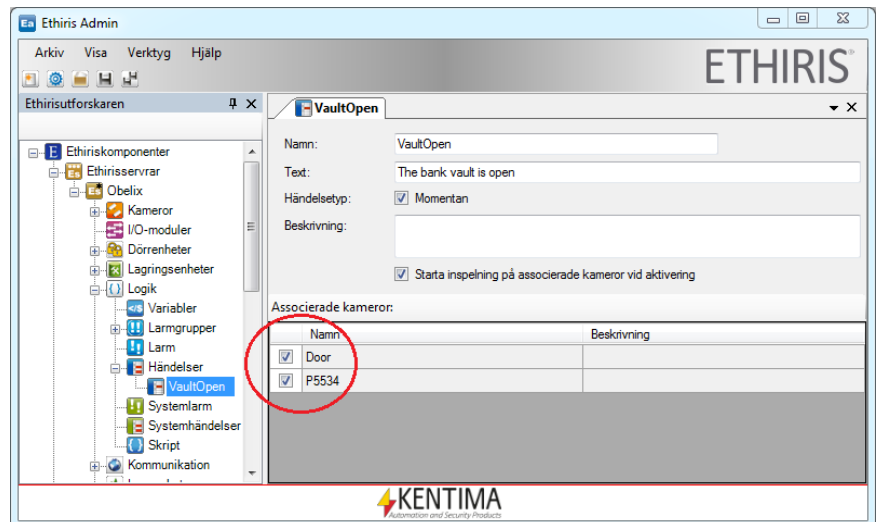 Ethiris Admin
Arkiv Visa Verktyg Hjälp
ETHIRIS
Ethirisutforskaren
Ethiriskomponenter
Ethirisservrar
Obelix
Kameror
I/O-moduler
Dörrenheter
Lagringsenheter
Logik
Variabler
Larmgrupper
Larm
Händelser
VaultOpen
Systemlarm
Systemhändelser
Skript
Kommunikation
VaultOpen
Namn: VaultOpen
Text: The bank vault is open
Händelsetyp: Momentan
Beskrivning:
Starta inspelning på associerade kameror vid aktivering
Associerade kameror:
Namn Beskrivning
Door
P5534
KENTIMA
Automation and Security Products